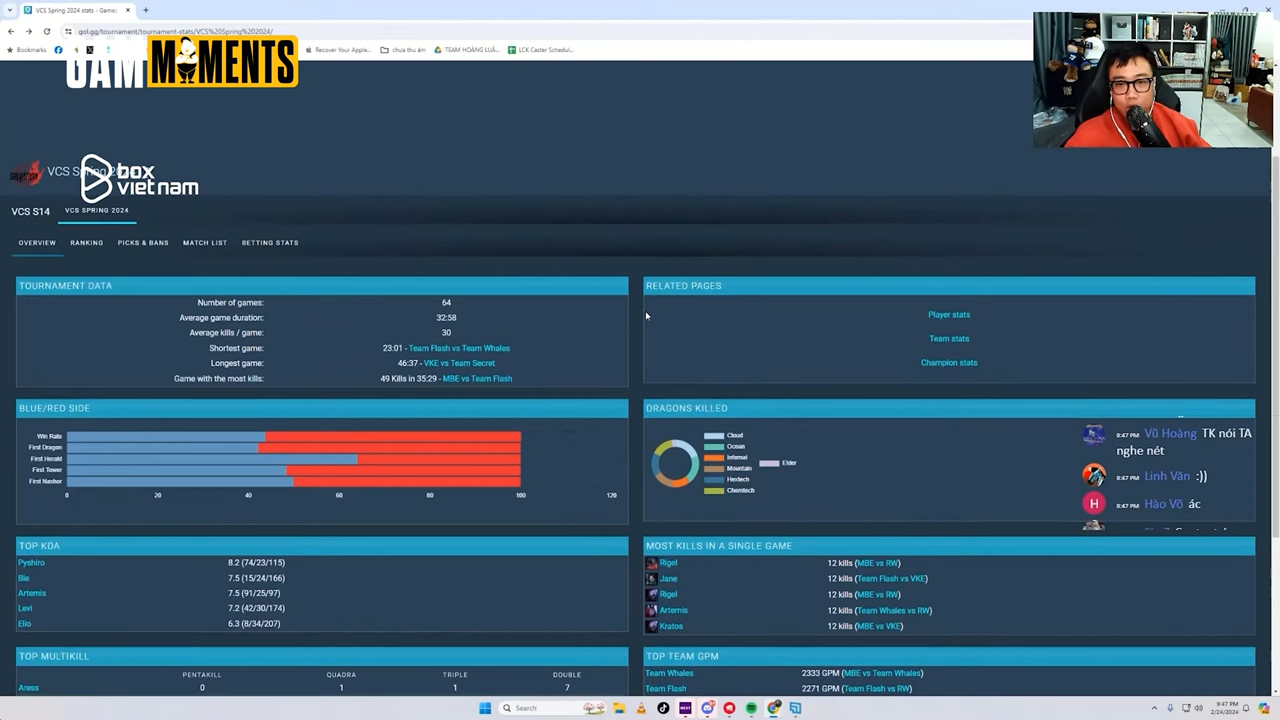 VCS Spring 2024 stats - Games
gol.gg/tournament/tournament-stats/VCS%20Spring%202024/
Bookmarks
Recover Your Apple...
chưa thu âm
TEAM HOÀNG LUÂ...
LCK Caster Schedul...
GAM MOMENTS
VCS Spring
box
vietnam
VCS S14
VCS SPRING 2024
OVERVIEW
RANKING
PICKS & BANS
MATCH LIST
BETTING STATS
TOURNAMENT DATA
Number of games: 64
Average game duration: 32:58
Average kills / game: 30
Shortest game: 23:01 - Team Flash vs Team Whales
Longest game: 46:37 - VKE vs Team Secret
Game with the most kills: 49 Kills in 35:29 - MBE vs Team Flash
RELATED PAGES
Player stats
Team stats
Champion stats
BLUE/RED SIDE
Win Rate
First Dragon
First Herald
First Tower
First Nashor
0 20 40 60 80 100 120
DRAGONS KILLED
Cloud
Ocean
Infernal
Mountain
Hextech
Chemtech
Elder
9:47 PM Vũ Hoàng TK nói TA
nghe nét
9:47 PM Linh Văn :))
9:47 PM Hào Võ ác
TOP KDA
Pyshiro 8.2 (74/23/115)
Bie 7.5 (15/24/166)
Artemis 7.5 (91/25/97)
Levi 7.2 (42/30/174)
Elio 6.3 (8/34/207)
MOST KILLS IN A SINGLE GAME
Rigel 12 kills (MBE vs RW)
Jane 12 kills (Team Flash vs VKE)
Rigel 12 kills (MBE vs RW)
Artemis 12 kills (Team Whales vs RW)
Kratos 12 kills (MBE vs VKE)
TOP MULTIKILL
PENTAKILL QUADRA TRIPLE DOUBLE
Aress 0 1 1 7
TOP TEAM GPM
Team Whales 2333 GPM (MBE vs Team Whales)
Team Flash 2271 GPM (Team Flash vs RW)
Search
9:47 PM
2/24/2024